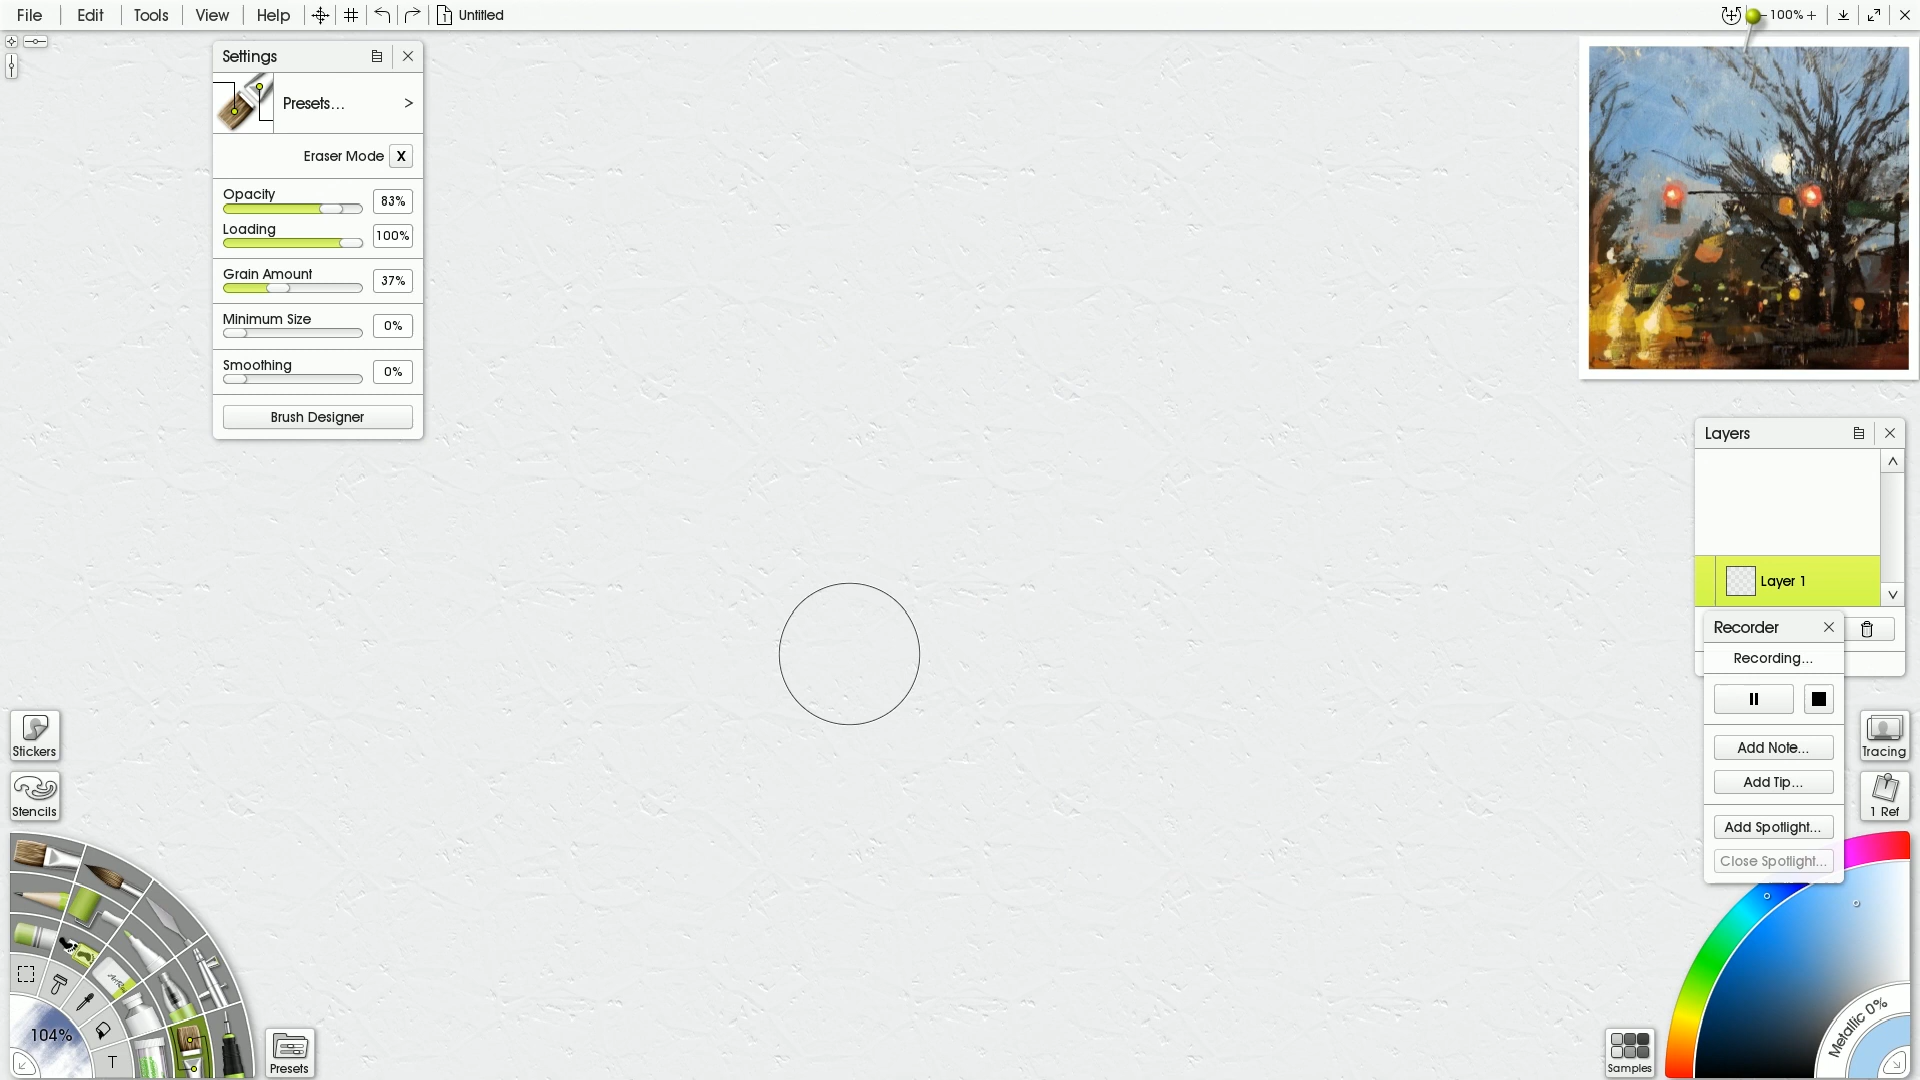 File Edit Tools View Help Untitled 100%
Settings
Presets... >
Eraser Mode X
Opacity 83%
Loading 100%
Grain Amount 37%
Minimum Size 0%
Smoothing 0%
Brush Designer
Layers
Layer 1
Recorder
Recording...
Add Note...
Add Tip...
Add Spotlight...
Close Spotlight...
Stickers
Stencils
Tracing
1 Ref
104%
T
Presets
Samples
Metallic 0%